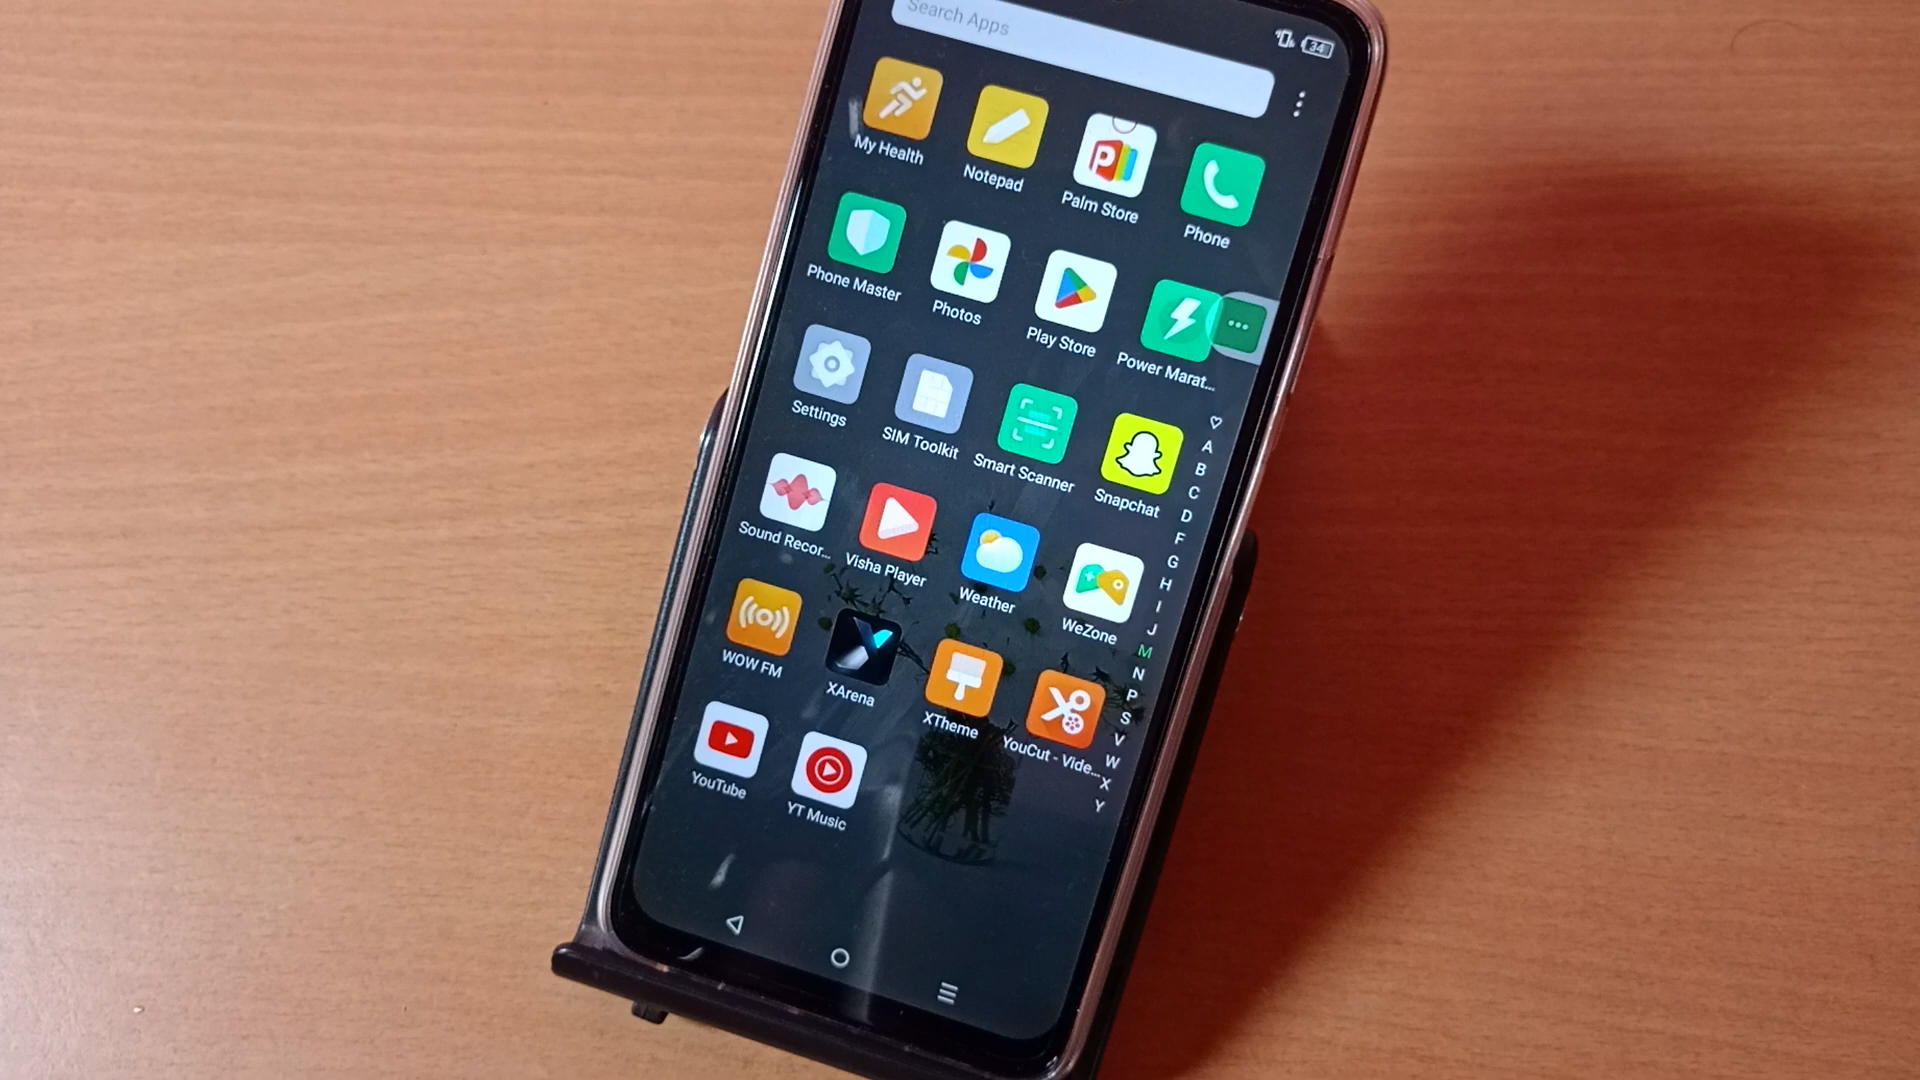 Search Apps
34
My Health
Notepad
Palm Store
Phone
Phone Master
Photos
Play Store
Power Marat...
Settings
SIM Toolkit
Smart Scanner
Snapchat
Sound Recor...
Visha Player
Weather
WeZone
WOW FM
XArena
XTheme
YouCut - Vide...
YouTube
YT Music
A
B
C
D
F
G
H
I
J
M
N
P
S
V
W
X
Y